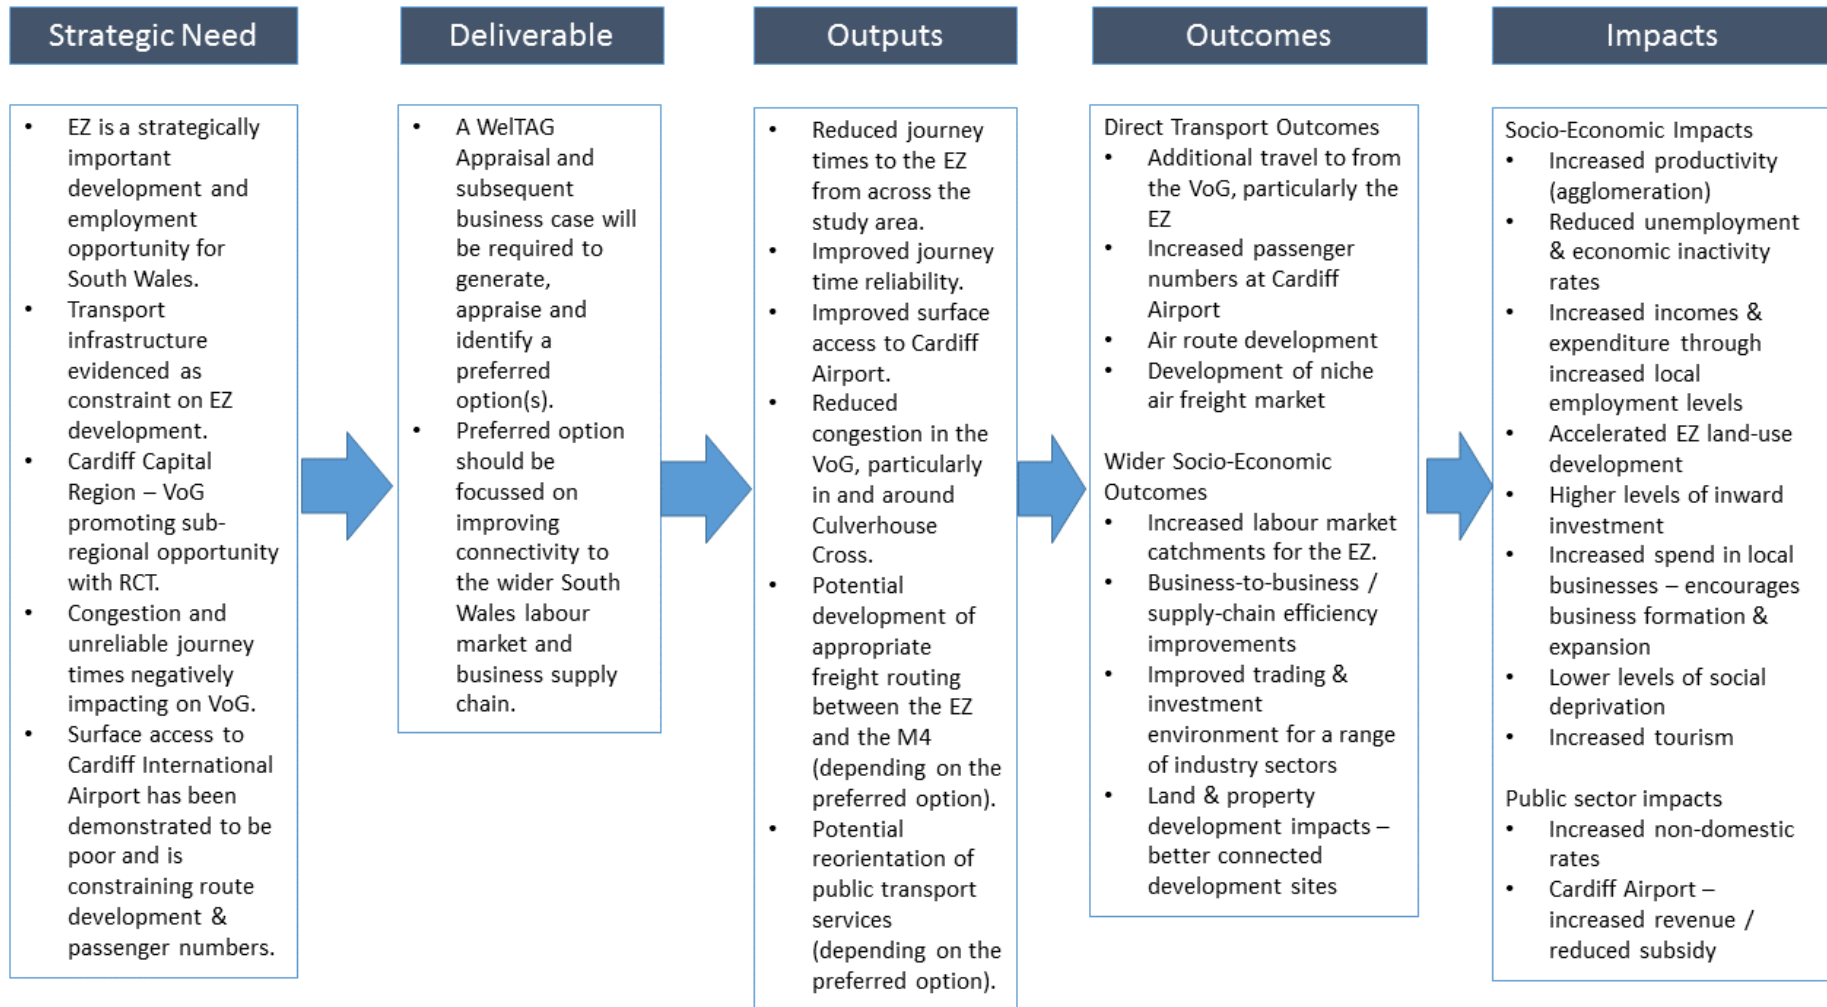 Strategic Need
• EZ is a strategically
important
development and
employment
opportunity for
South Wales.
• Transport
infrastructure
evidenced as
constraint on EZ
development.
• Cardiff Capital
Region – VoG
promoting sub-
regional opportunity
with RCT.
• Congestion and
unreliable journey
times negatively
impacting on VoG.
• Surface access to
Cardiff International
Airport has been
demonstrated to be
poor and is
constraining route
development &
passenger numbers.
Deliverable
• A WelTAG
Appraisal and
subsequent
business case will
be required to
generate,
appraise and
identify a
preferred
option(s).
• Preferred option
should be
focussed on
improving
connectivity to
the wider South
Wales labour
market and
business supply
chain.
Outputs
• Reduced journey
times to the EZ
from across the
study area.
• Improved journey
time reliability.
• Improved surface
access to Cardiff
Airport.
• Reduced
congestion in the
VoG, particularly
in and around
Culverhouse
Cross.
• Potential
development of
appropriate
freight routing
between the EZ
and the M4
(depending on the
preferred option).
• Potential
reorientation of
public transport
services
(depending on the
preferred option).
Outcomes
Direct Transport Outcomes
• Additional travel to from
the VoG, particularly the
EZ
• Increased passenger
numbers at Cardiff
Airport
• Air route development
• Development of niche
air freight market
Wider Socio-Economic
Outcomes
• Increased labour market
catchments for the EZ.
• Business-to-business /
supply-chain efficiency
improvements
• Improved trading &
investment
environment for a range
of industry sectors
• Land & property
development impacts –
better connected
development sites
Impacts
Socio-Economic Impacts
• Increased productivity
(agglomeration)
• Reduced unemployment
& economic inactivity
rates
• Increased incomes &
expenditure through
increased local
employment levels
• Accelerated EZ land-use
development
• Higher levels of inward
investment
• Increased spend in local
businesses – encourages
business formation &
expansion
• Lower levels of social
deprivation
• Increased tourism
Public sector impacts
• Increased non-domestic
rates
• Cardiff Airport –
increased revenue /
reduced subsidy